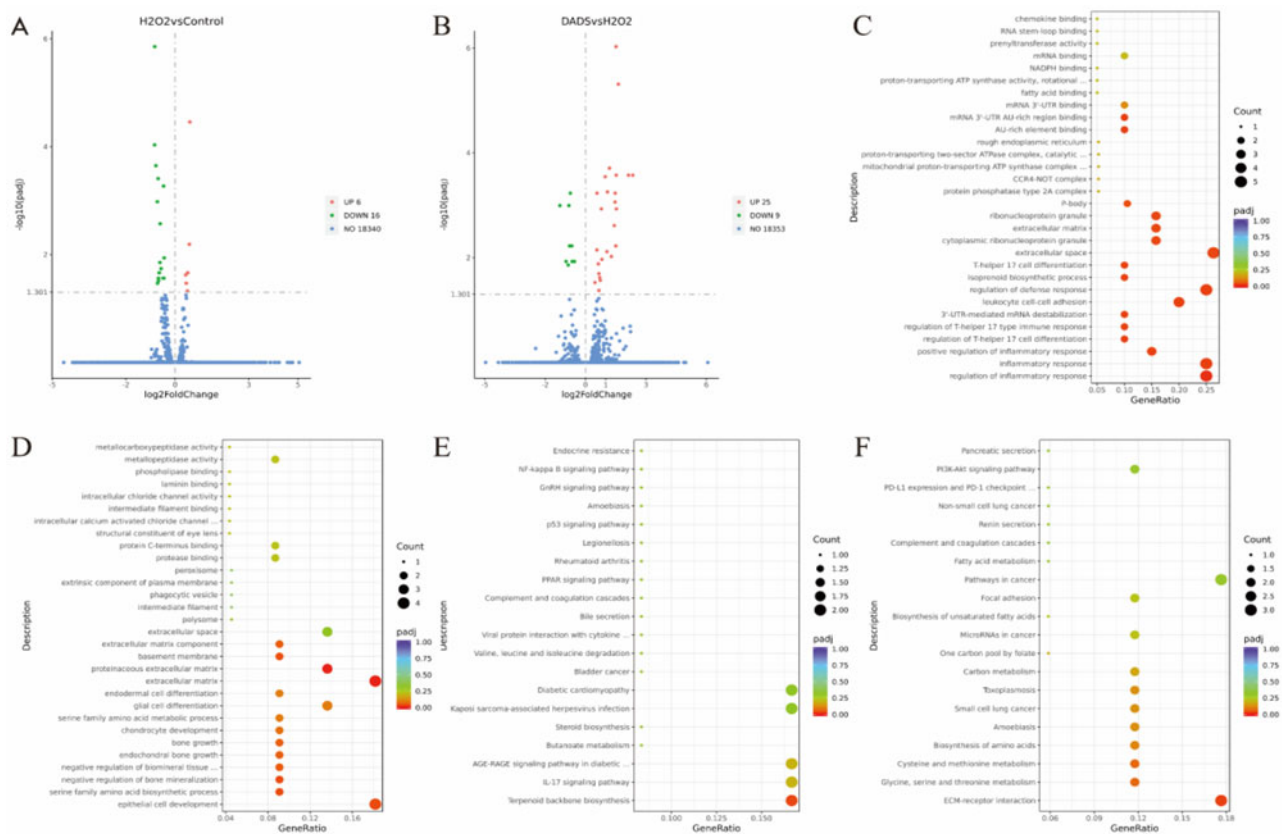 A
H2O2vsControl
-log10(padj)
6
4
2
1.301
UP 6
DOWN 16
NO 18340
-5
-2
0
2
5
log2FoldChange
B
DADSvsH2O2
-log10(padj)
6
4
2
1.301
UP 25
DOWN 9
NO 18353
-5
-2
0
2
4
6
log2FoldChange
C
Description
chemokine binding
RNA stem-loop binding
prenyltransferase activity
mRNA binding
NADPH binding
proton-transporting ATP synthase activity, rotational ...
fatty acid binding
mRNA 3'-UTR binding
mRNA 3'-UTR AU-rich region binding
AU-rich element binding
rough endoplasmic reticulum
proton-transporting two-sector ATPase complex, catalytic ...
mitochondrial proton-transporting ATP synthase complex ...
CCR4-NOT complex
protein phosphatase type 2A complex
P-body
ribonucleoprotein granule
extracellular matrix
cytoplasmic ribonucleoprotein granule
extracellular space
T-helper 17 cell differentiation
isoprenoid biosynthetic process
regulation of defense response
leukocyte cell-cell adhesion
3'-UTR-mediated mRNA destabilization
regulation of T-helper 17 type immune response
regulation of T-helper 17 cell differentiation
positive regulation of inflammatory response
inflammatory response
regulation of inflammatory response
0.05 0.10 0.15 0.20 0.25
GeneRatio
Count
1
2
3
4
5
padj
1.00
0.75
0.50
0.25
0.00
D
Description
metallocarboxypeptidase activity
metallopeptidase activity
phospholipase binding
laminin binding
intracellular chloride channel activity
intermediate filament binding
intracellular calcium activated chloride channel ...
structural constituent of eye lens
protein C-terminus binding
protease binding
peroxisome
extrinsic component of plasma membrane
phagocytic vesicle
intermediate filament
polysome
extracellular space
extracellular matrix component
basement membrane
proteinaceous extracellular matrix
extracellular matrix
endodermal cell differentiation
glial cell differentiation
serine family amino acid metabolic process
chondrocyte development
bone growth
endochondral bone growth
negative regulation of biomineral tissue ...
negative regulation of bone mineralization
serine family amino acid biosynthetic process
epithelial cell development
0.04 0.08 0.12 0.16
GeneRatio
Count
1
2
3
4
padj
1.00
0.75
0.50
0.25
0.00
E
Description
Endocrine resistance
NF-kappa B signaling pathway
GnRH signaling pathway
Amoebiasis
p53 signaling pathway
Legionellosis
Rheumatoid arthritis
PPAR signaling pathway
Complement and coagulation cascades
Bile secretion
Viral protein interaction with cytokine ...
Valine, leucine and isoleucine degradation
Bladder cancer
Diabetic cardiomyopathy
Kaposi sarcoma-associated herpesvirus infection
Steroid biosynthesis
Butanoate metabolism
AGE-RAGE signaling pathway in diabetic ...
IL-17 signaling pathway
Terpenoid backbone biosynthesis
0.100 0.125 0.150
GeneRatio
Count
1.00
1.25
1.50
1.75
2.00
padj
1.00
0.75
0.50
0.25
0.00
F
Description
Pancreatic secretion
PI3K-Akt signaling pathway
PD-L1 expression and PD-1 checkpoint ...
Non-small cell lung cancer
Renin secretion
Complement and coagulation cascades
Fatty acid metabolism
Pathways in cancer
Focal adhesion
Biosynthesis of unsaturated fatty acids
MicroRNAs in cancer
One carbon pool by folate
Carbon metabolism
Toxoplasmosis
Small cell lung cancer
Amoebiasis
Biosynthesis of amino acids
Cysteine and methionine metabolism
Glycine, serine and threonine metabolism
ECM-receptor interaction
0.06 0.09 0.12 0.15 0.18
GeneRatio
Count
1.0
1.5
2.0
2.5
3.0
padj
1.00
0.75
0.50
0.25
0.00